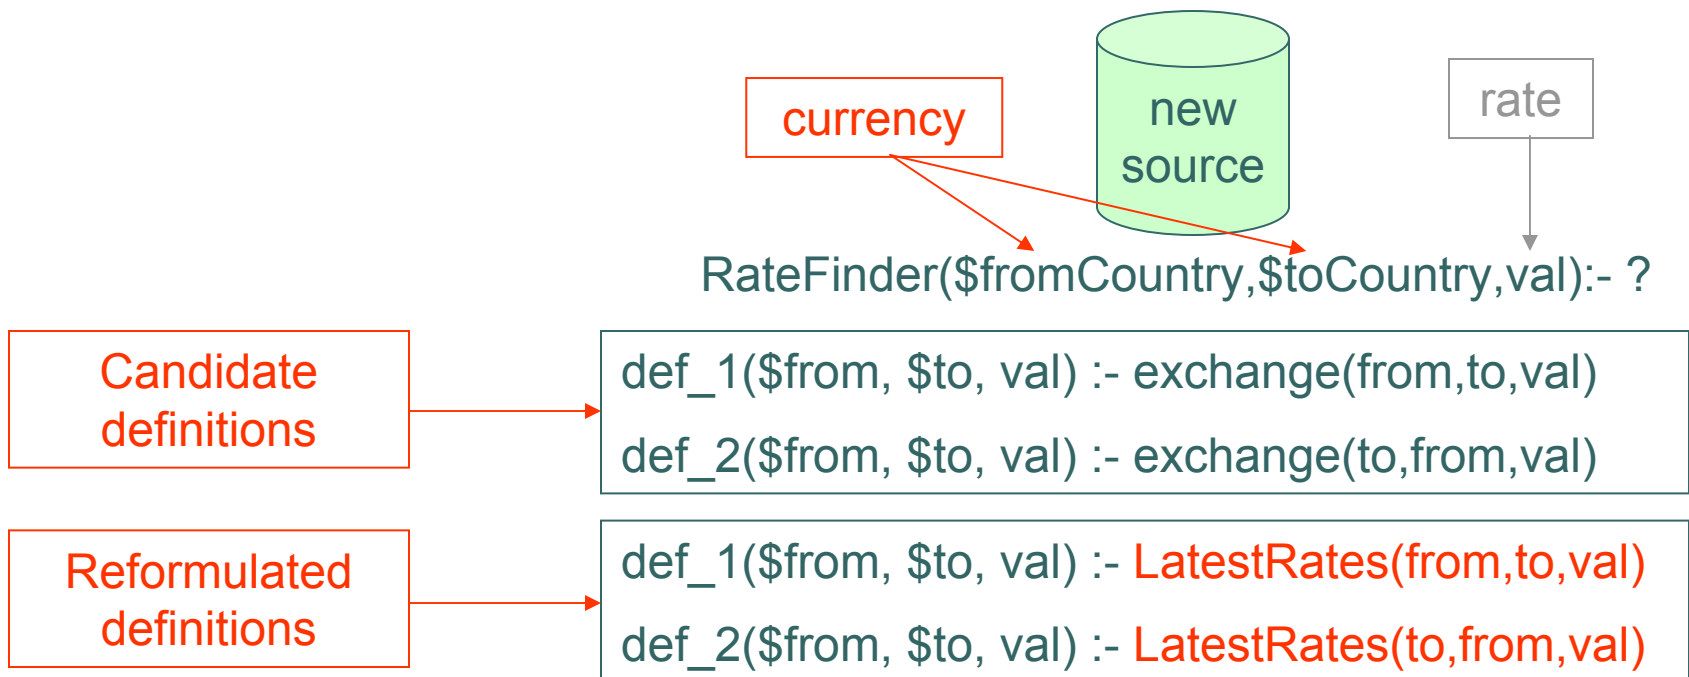 currency
new
source
rate
RateFinder($fromCountry,$toCountry,val):- ?
Candidate
definitions
def_1($from, $to, val) :- exchange(from,to,val)
def_2($from, $to, val) :- exchange(to,from,val)
Reformulated
definitions
def_1($from, $to, val) :- LatestRates(from,to,val)
def_2($from, $to, val) :- LatestRates(to,from,val)